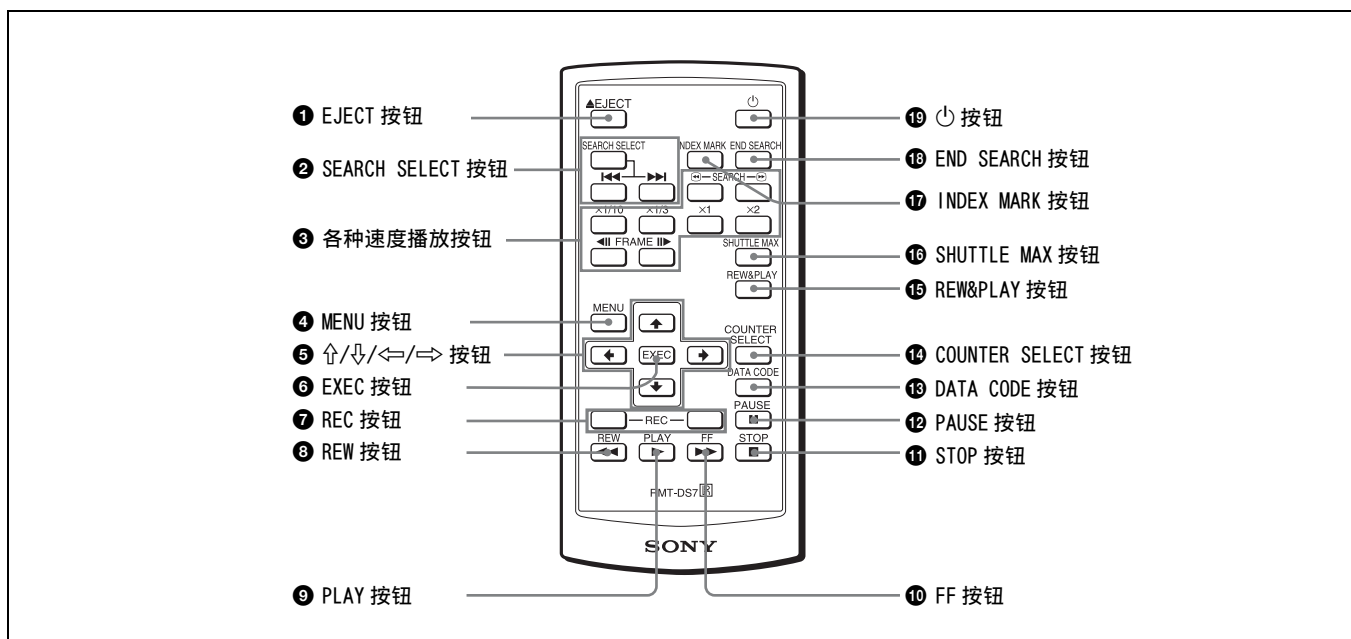 ❶ EJECT 按钮
❷ SEARCH SELECT 按钮
❸ 各种速度播放按钮
❹ MENU 按钮
❺ ⇧/⇩/⇦/⇨ 按钮
❻ EXEC 按钮
❼ REC 按钮
❽ REW 按钮
❾ PLAY 按钮
▲EJECT
SEARCH SELECT
NDEX MARK END SEARCH
SEARCH
×1/10 ×1/3 ×1 ×2
FRAME
SHUTTLE MAX
REW&PLAY
MENU
COUNTER
SELECT
EXEC
DATA CODE
PAUSE
REC
REW PLAY FF STOP
RMT-DS7
SONY
⓳ ⏻ 按钮
⓲ END SEARCH 按钮
⓱ INDEX MARK 按钮
⓰ SHUTTLE MAX 按钮
⓯ REW&PLAY 按钮
⓮ COUNTER SELECT 按钮
⓭ DATA CODE 按钮
⓬ PAUSE 按钮
⓫ STOP 按钮
❿ FF 按钮